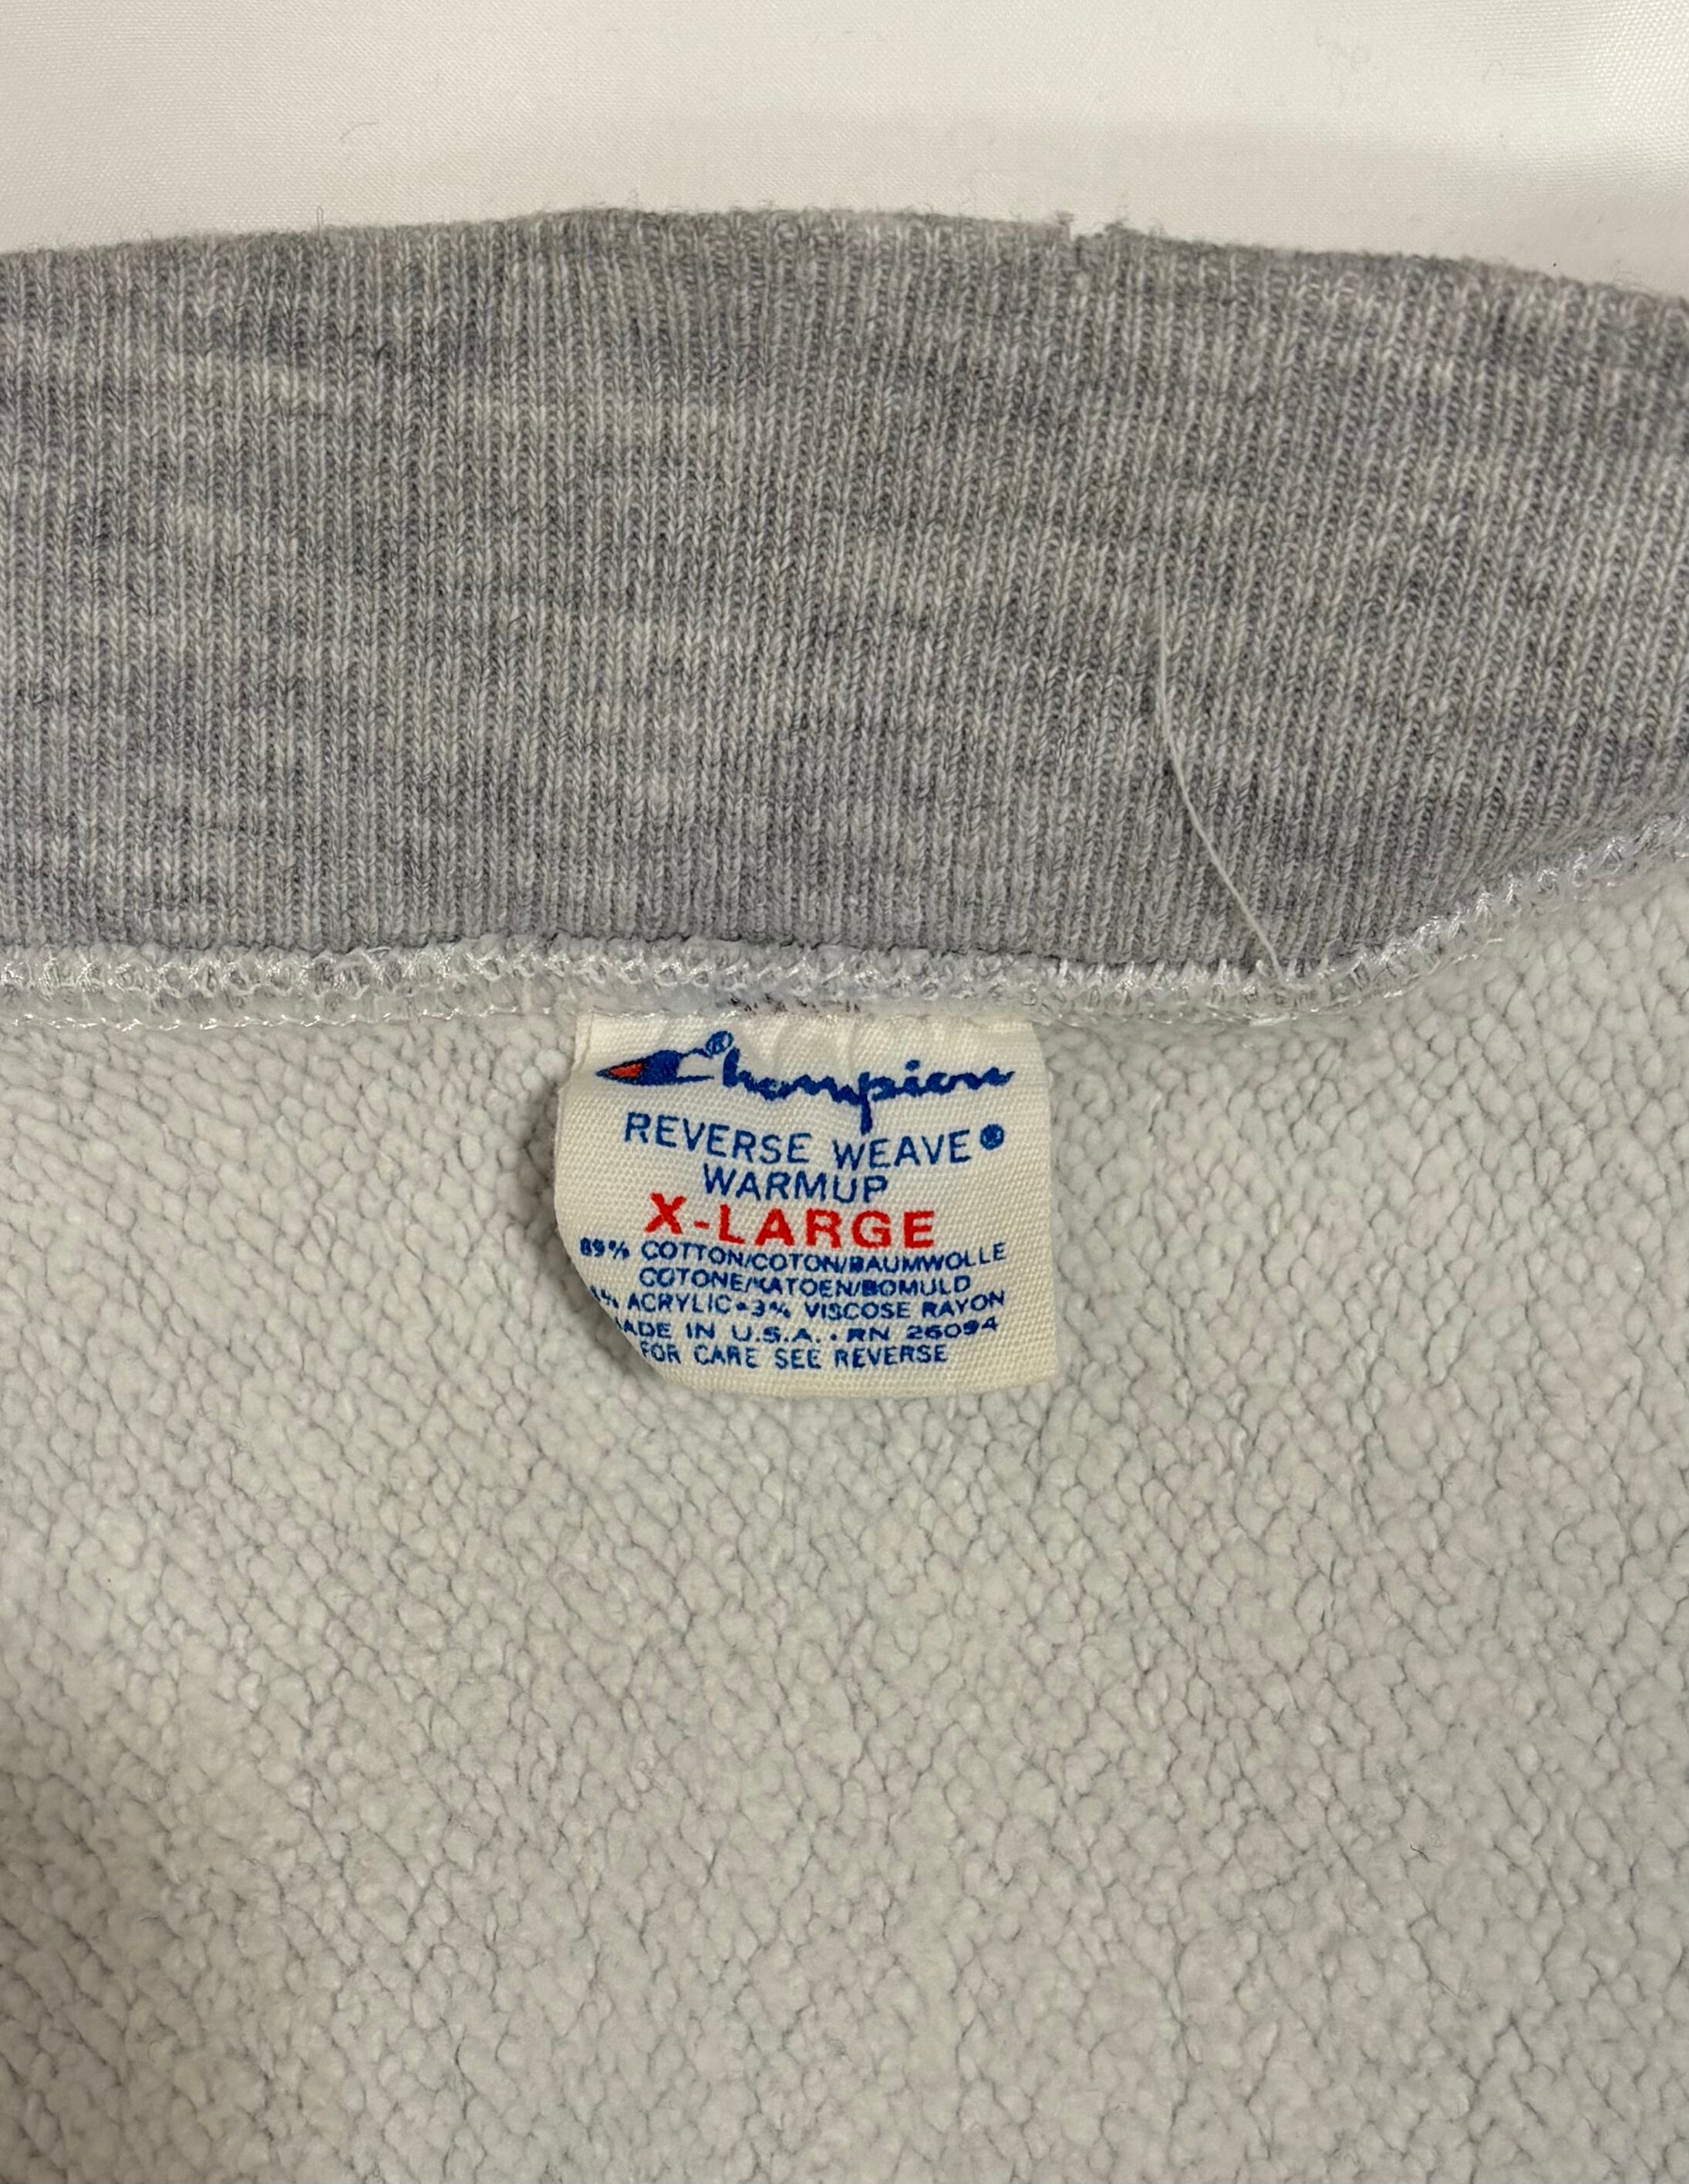 Champion®
REVERSE WEAVE®
WARMUP
X-LARGE
89% COTTON/COTON/BAUMWOLLE
COTONE/KATOEN/BOMULD
ACRYLIC•3% VISCOSE RAYON
MADE IN U.S.A. • RN 26094
FOR CARE SEE REVERSE